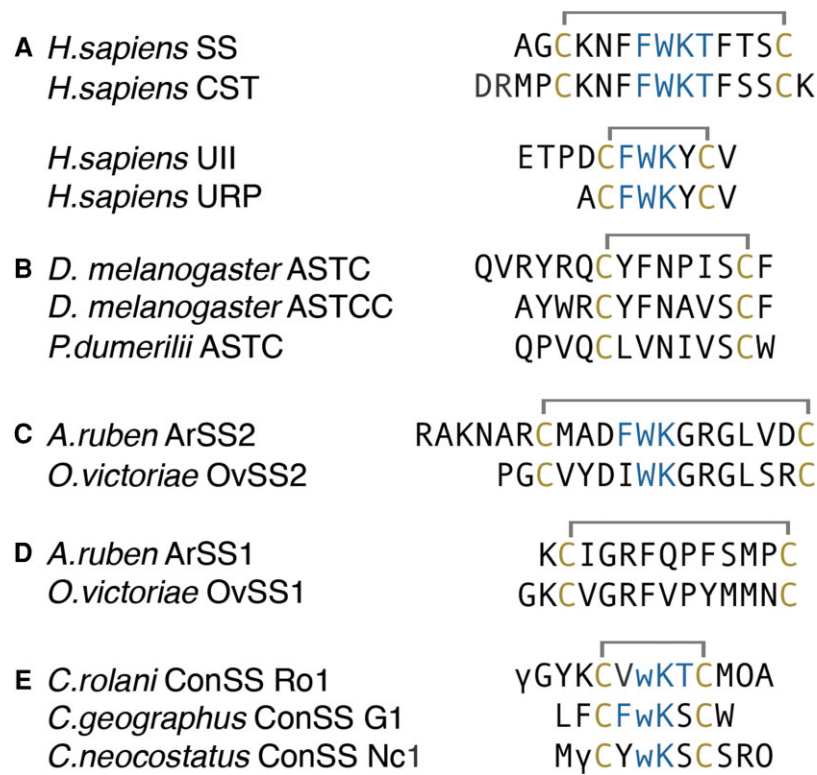 A H.sapiens SS AGCKNFFWKTFTSC
H.sapiens CST DRMPCKNFFWKTFSSCK
H.sapiens UII ETPDCFWKYCV
H.sapiens URP ACFWKYCV
B D. melanogaster ASTC QVRYRQCYFNPISCF
D. melanogaster ASTCC AYWRCYFNAVSCF
P.dumerilii ASTC QPVQCLVNIVSCW
C A.ruben ArSS2 RAKNARCMADFWKGRGLVDC
O.victoriae OvSS2 PGCVYDIWKGRGLSRC
D A.ruben ArSS1 KCIGRFQPFSMPC
O.victoriae OvSS1 GKCVGRFVPYMMNC
E C.rolani ConSS Ro1 γGYKCVwKTCMOA
C.geographus ConSS G1 LFCFwKSCW
C.neocostatus ConSS Nc1 MγCYwKSCSRO